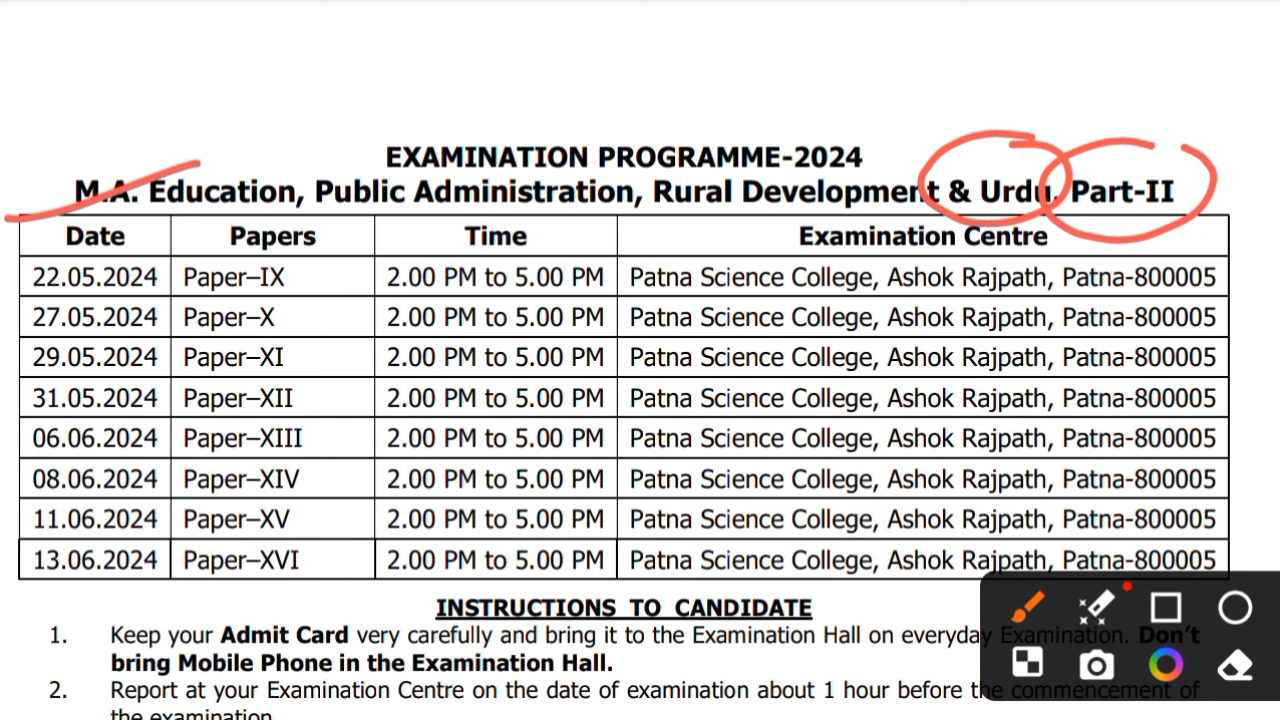 EXAMINATION PROGRAMME-2024
M.A. Education, Public Administration, Rural Development & Urdu, Part-II
Date Papers Time Examination Centre
22.05.2024 Paper–IX 2.00 PM to 5.00 PM Patna Science College, Ashok Rajpath, Patna-800005
27.05.2024 Paper–X 2.00 PM to 5.00 PM Patna Science College, Ashok Rajpath, Patna-800005
29.05.2024 Paper–XI 2.00 PM to 5.00 PM Patna Science College, Ashok Rajpath, Patna-800005
31.05.2024 Paper–XII 2.00 PM to 5.00 PM Patna Science College, Ashok Rajpath, Patna-800005
06.06.2024 Paper–XIII 2.00 PM to 5.00 PM Patna Science College, Ashok Rajpath, Patna-800005
08.06.2024 Paper–XIV 2.00 PM to 5.00 PM Patna Science College, Ashok Rajpath, Patna-800005
11.06.2024 Paper–XV 2.00 PM to 5.00 PM Patna Science College, Ashok Rajpath, Patna-800005
13.06.2024 Paper–XVI 2.00 PM to 5.00 PM Patna Science College, Ashok Rajpath, Patna-800005
INSTRUCTIONS TO CANDIDATE
1. Keep your Admit Card very carefully and bring it to the Examination Hall on everyday Examination. Don't
bring Mobile Phone in the Examination Hall.
2. Report at your Examination Centre on the date of examination about 1 hour before the commencement of
the examination